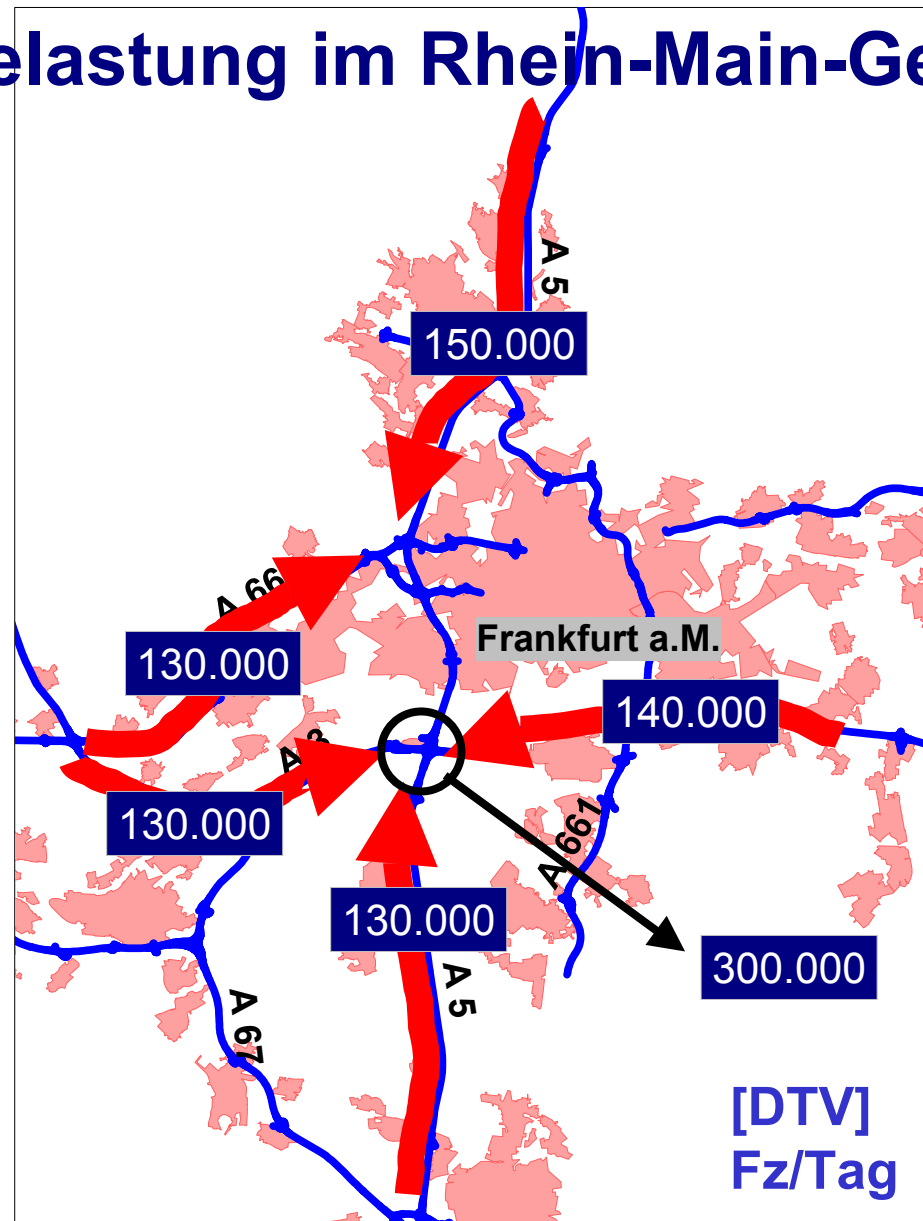 elastung im Rhein-Main-Ge
A 5
150.000
A 66
Frankfurt a.M.
130.000
140.000
A 3
130.000
A 661
130.000
300.000
A 5
A 67
[DTV]
Fz/Tag